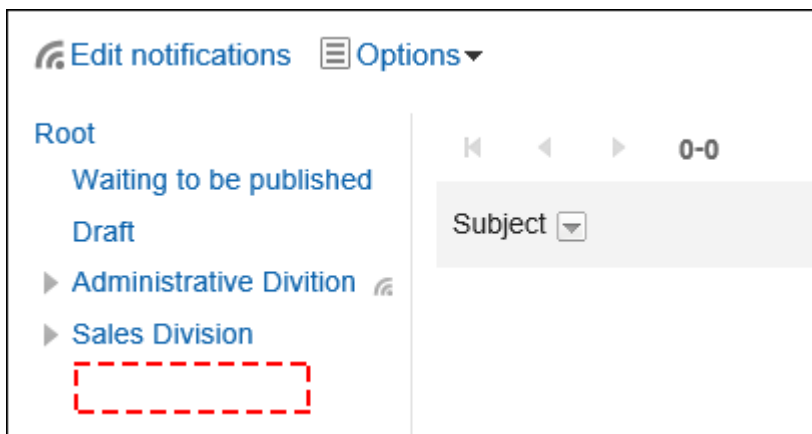 Edit notifications Options
Root
Waiting to be published
Draft
Administrative Divition
Sales Division
0-0
Subject